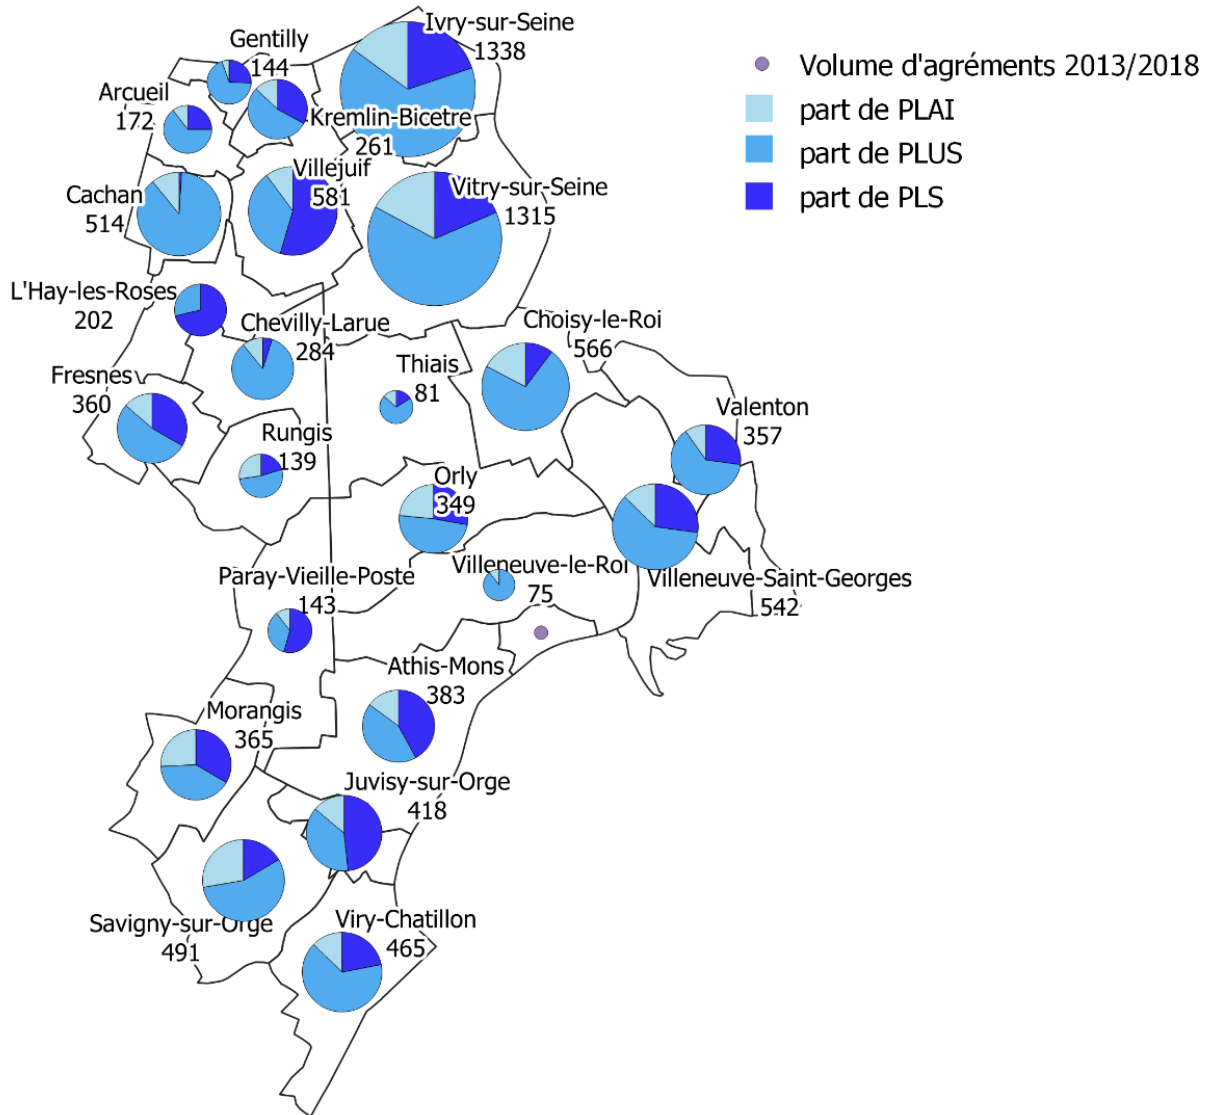 Ivry-sur-Seine
1338
Gentilly
144
Arcueil
172
Kremlin-Bicetre
261
Villejuif
581
Cachan
514
Vitry-sur-Seine
1315
L'Hay-les-Roses
202
Chevilly-Larue
284
Choisy-le-Roi
566
Thiais
81
Fresnes
360
Valenton
357
Rungis
139
Orly
349
Villeneuve-le-Roi
75
Villeneuve-Saint-Georges
542
Paray-Vieille-Poste
143
Athis-Mons
383
Morangis
365
Juvisy-sur-Orge
418
Savigny-sur-Orge
491
Viry-Chatillon
465
Volume d'agréments 2013/2018
part de PLAI
part de PLUS
part de PLS